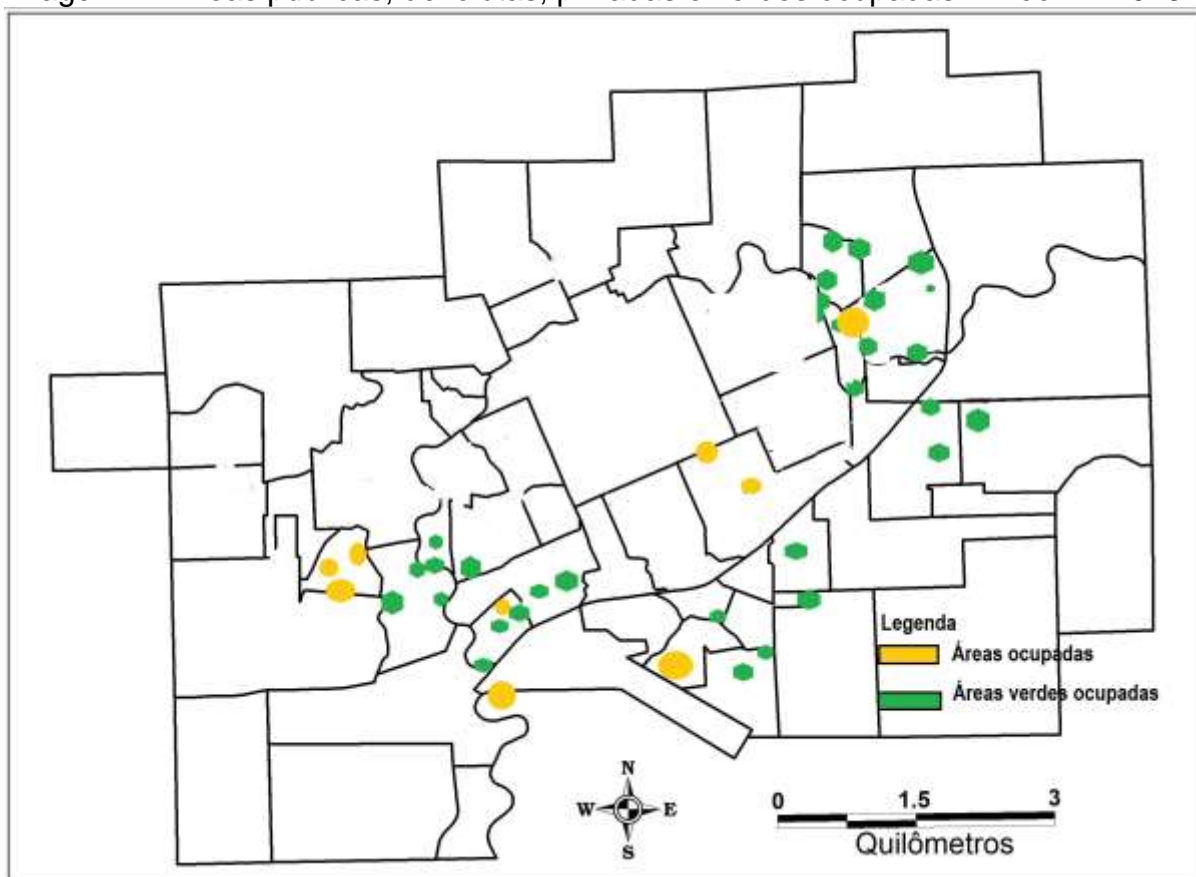 Legenda
Áreas ocupadas
Áreas verdes ocupadas
N
W E
S
0 1.5 3
Quilômetros